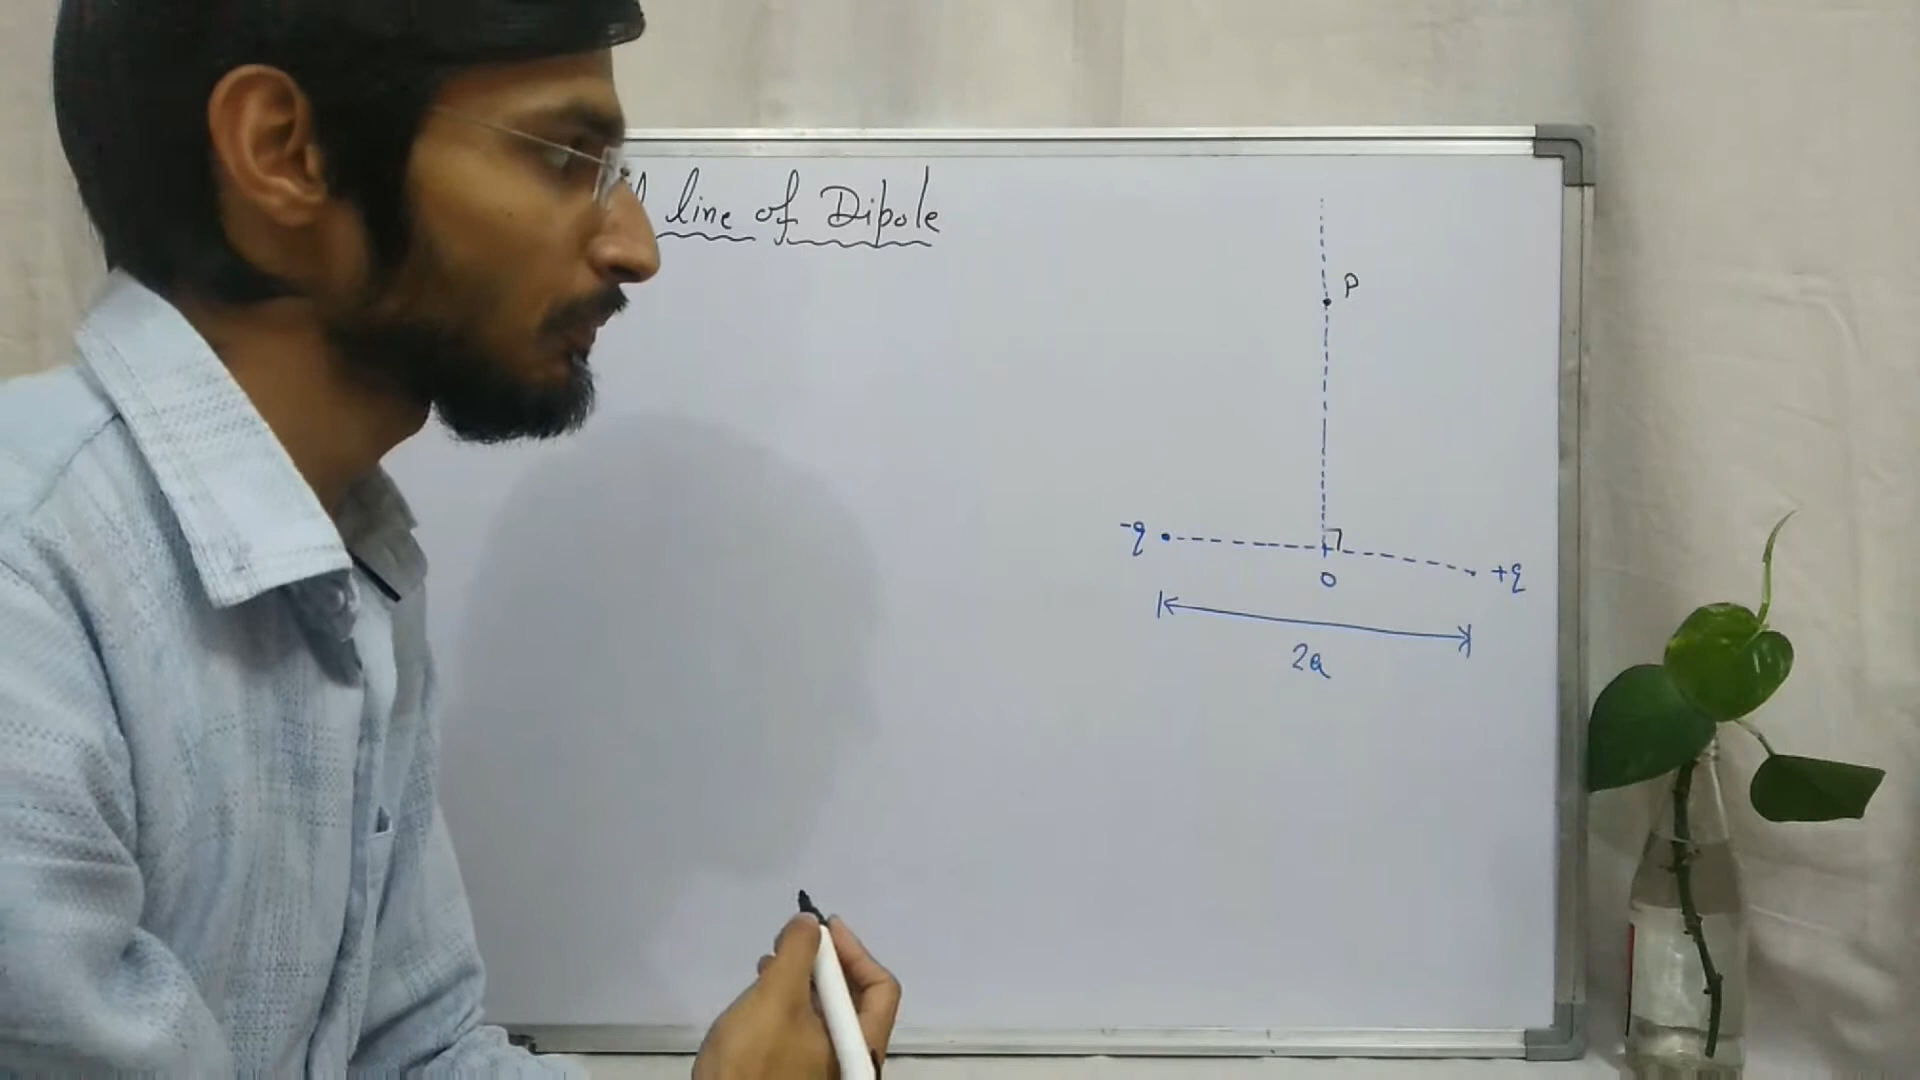 line of Dipole
P
-q
+q
O
2a